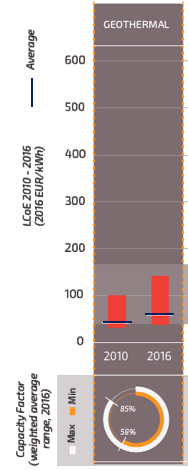 GEOTHERMAL
Average
LCoE 2010 - 2016
(2016 EUR/kWh)
600
500
400
300
200
100
0
2010 2016
Capacity Factor
(weighted average
range, 2016)
Max Min
85%
58%